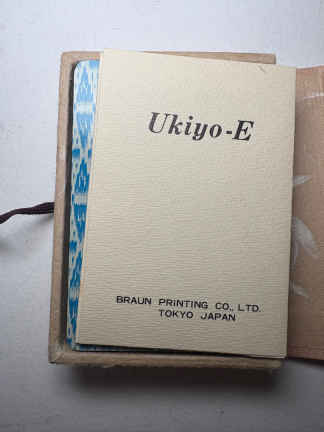 Ukiyo-E
BRAUN PRINTING CO., LTD.
TOKYO JAPAN